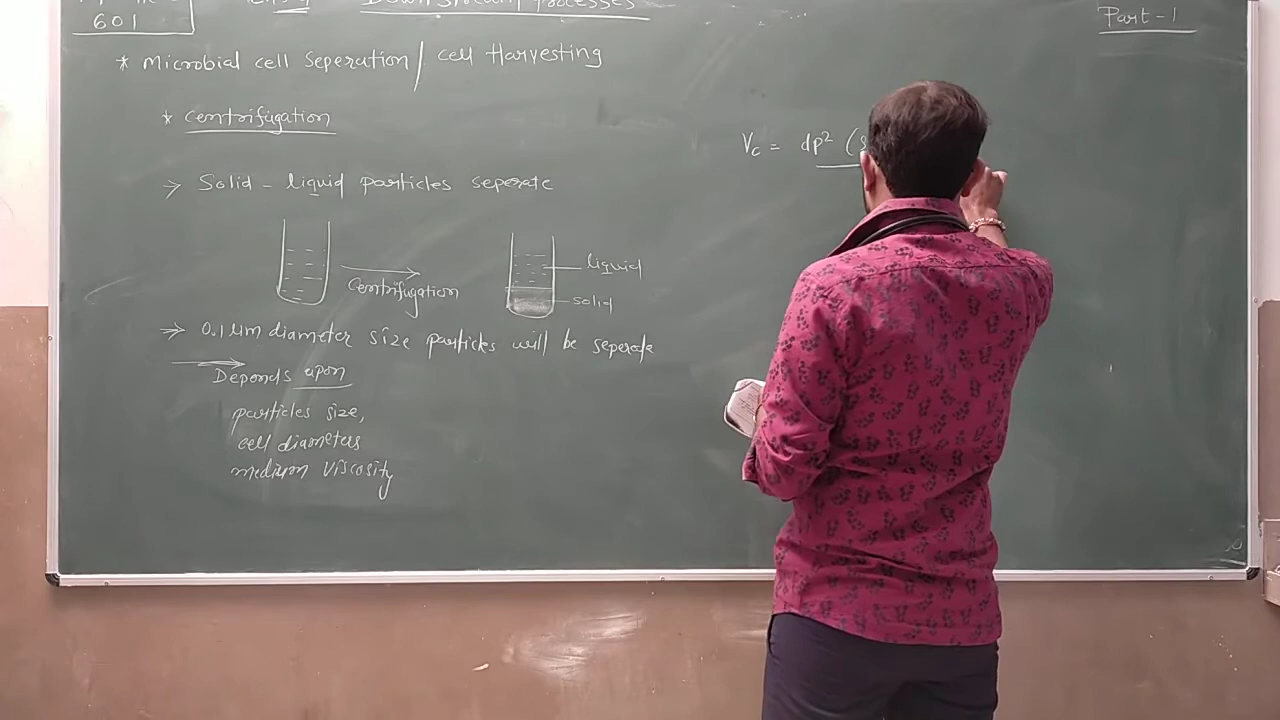 601
Downstream processes
Part-1
* Microbial cell Seperation / cell Harvesting
* Centrifugation
→ Solid - liquid particles seperate
Centrifugation
liquid
solid
→ 0.1 µm diameter size particles will be seperate
→ Depends upon
particles size,
cell diameters
medium viscosity
Vc = dp² (